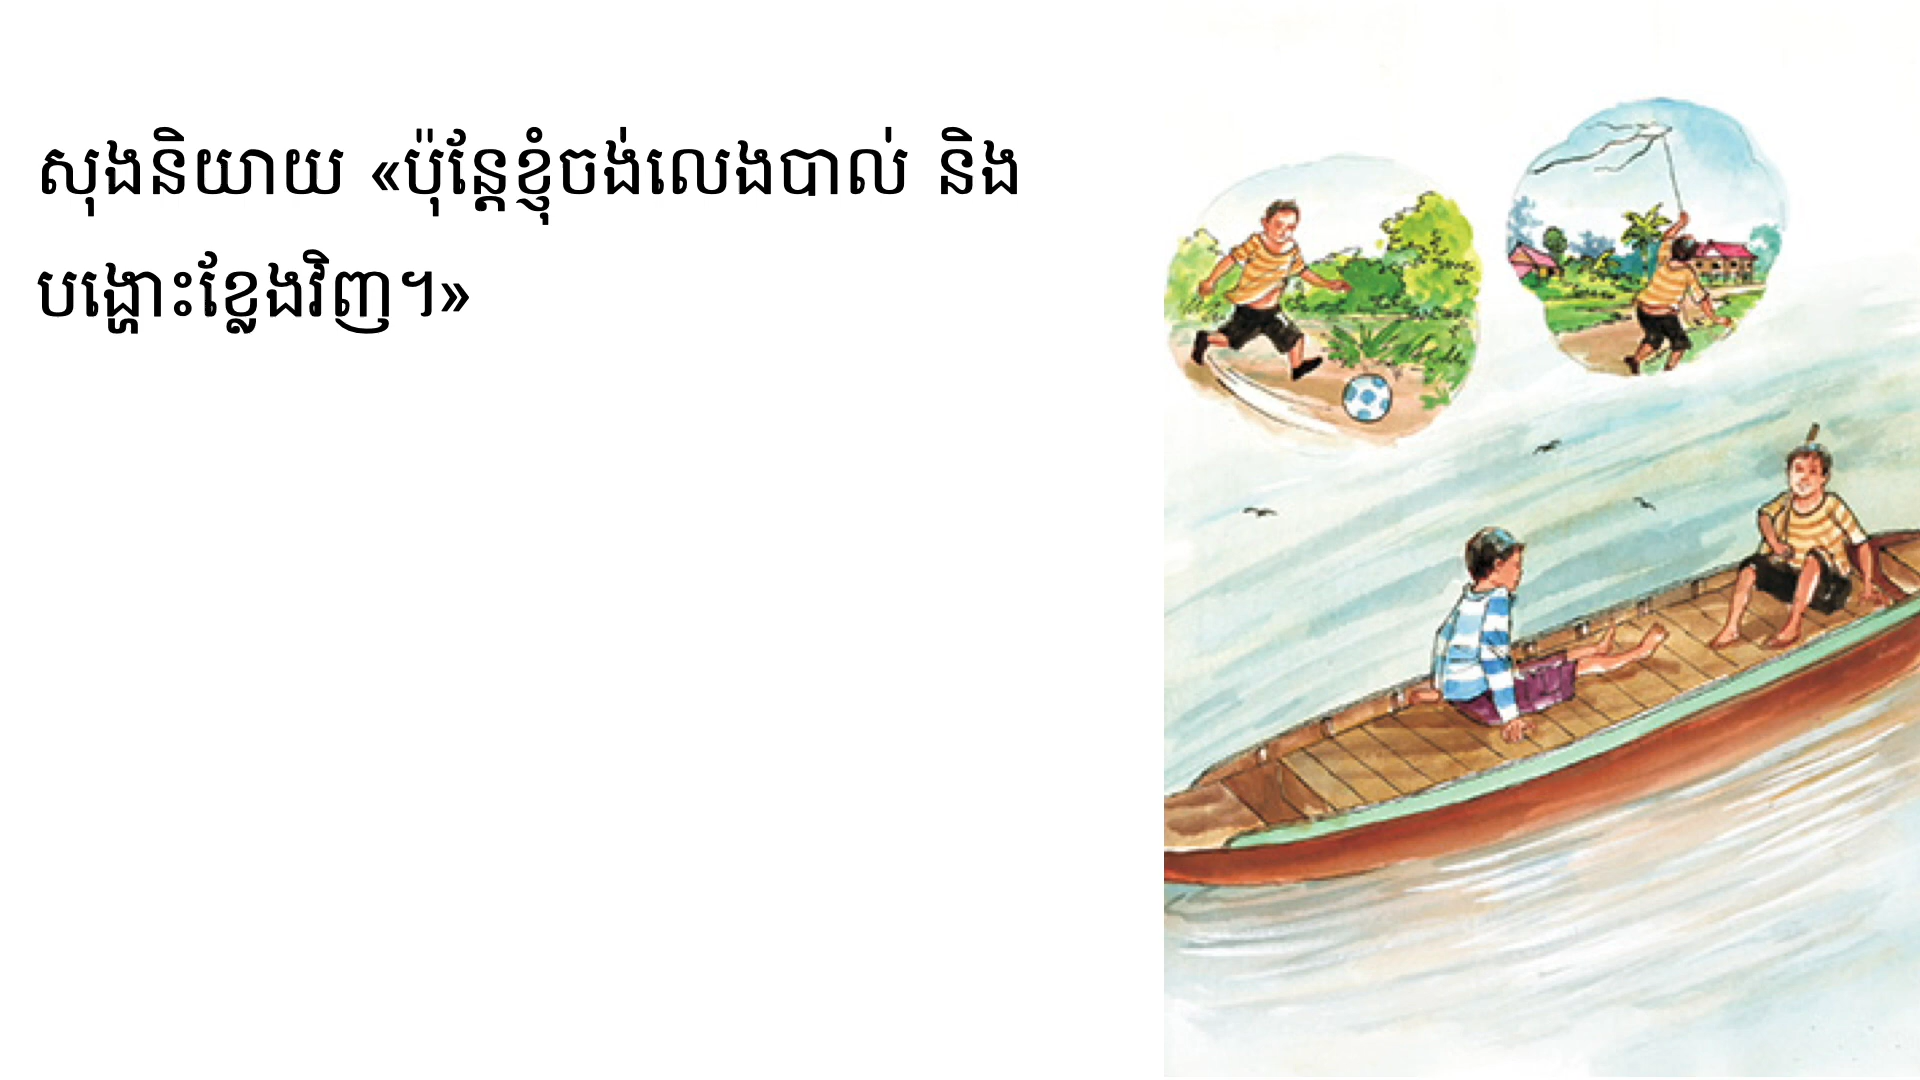 សុងនិយាយ «ប៉ុន្តែខ្ញុំចង់លេងបាល់ និង
បង្ហោះខ្លែងវិញ។»